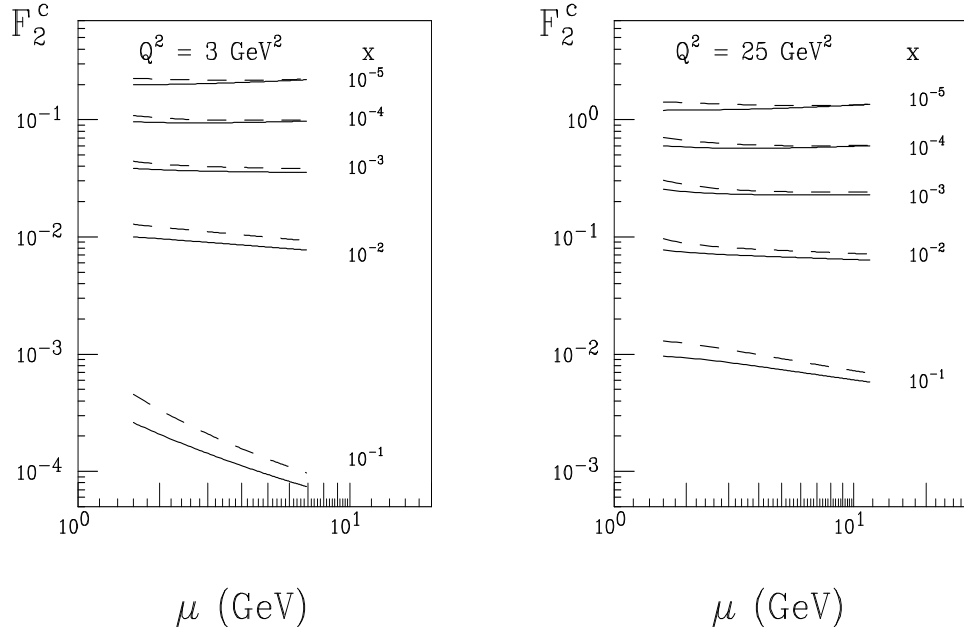 F₂ᶜ
Q² = 3 GeV²
x
10⁻⁵
10⁻⁴
10⁻³
10⁻²
10⁻¹
10⁻¹
10⁻²
10⁻³
10⁻⁴
10⁰
10¹
μ (GeV)
F₂ᶜ
Q² = 25 GeV²
x
10⁻⁵
10⁻⁴
10⁻³
10⁻²
10⁻¹
10⁰
10⁻¹
10⁻²
10⁻³
10⁰
10¹
μ (GeV)